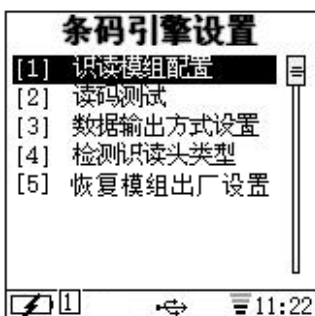 条码引擎设置
[1] 识读模组配置
[2] 读码测试
[3] 数据输出方式设置
[4] 检测识读头类型
[5] 恢复模组出厂设置
1 11:22